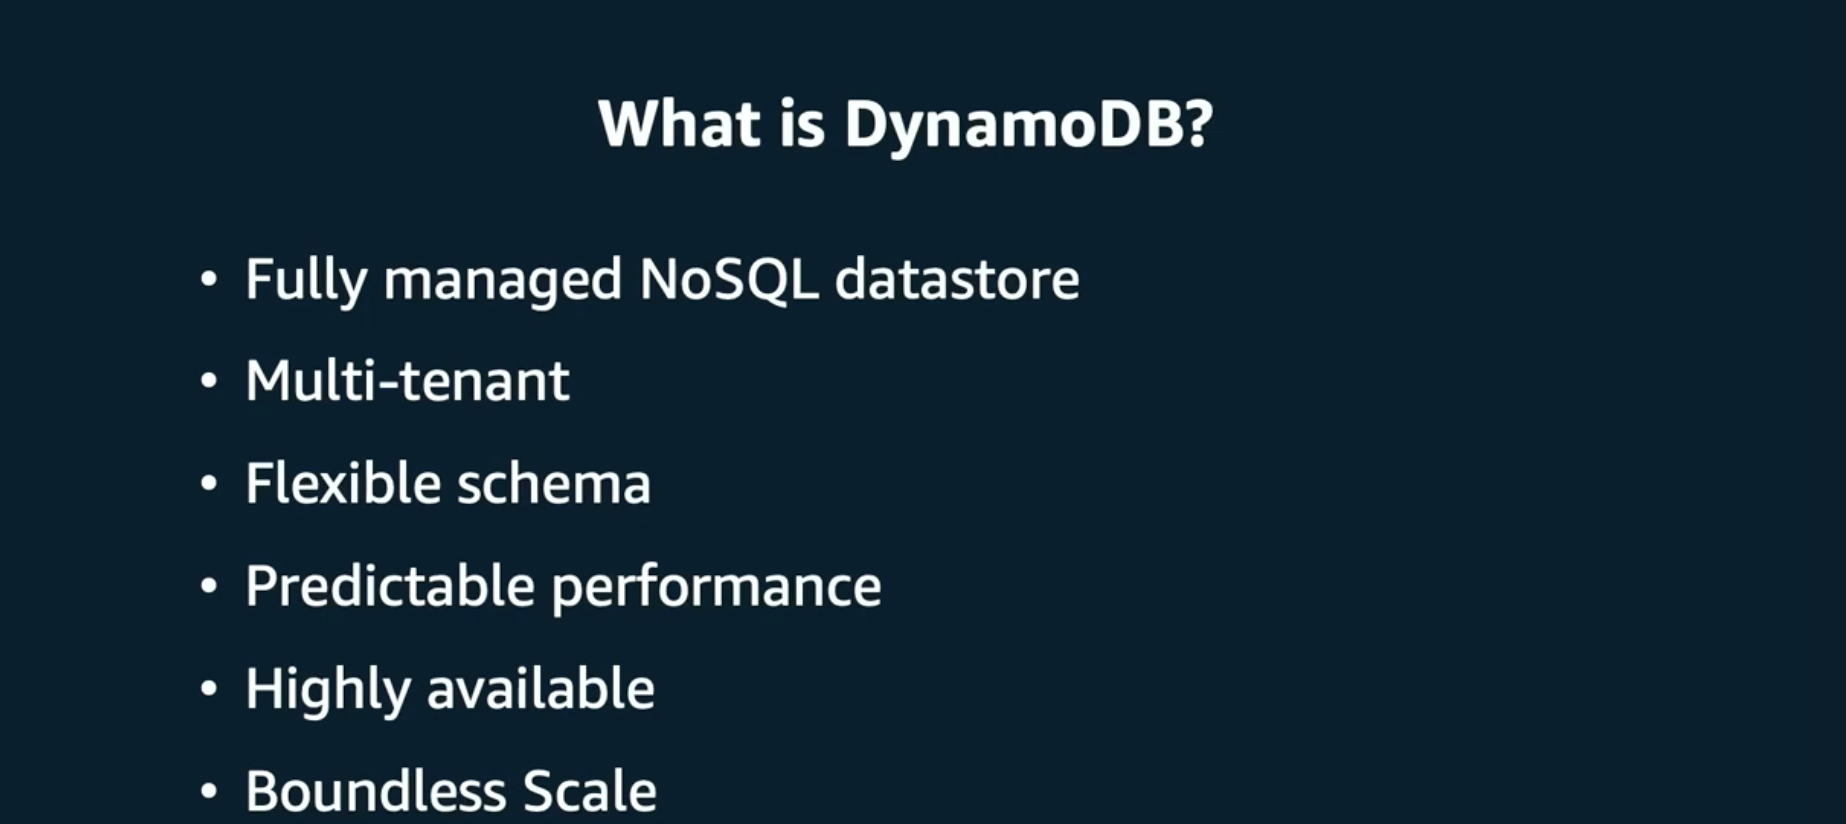 What is DynamoDB?
• Fully managed NoSQL datastore
• Multi-tenant
• Flexible schema
• Predictable performance
• Highly available
• Boundless Scale